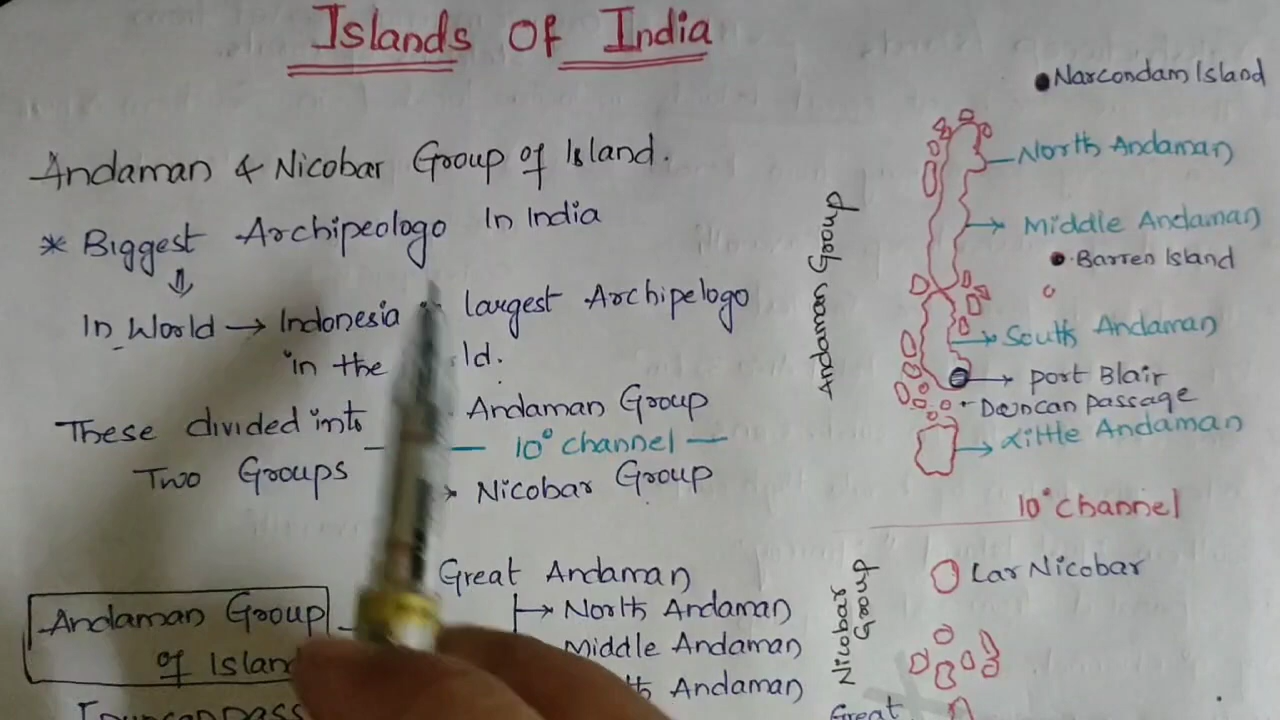 Islands Of India
Andaman & Nicobar Group of Island.
* Biggest Archipeologo In India
In World → Indonesia largest Archipelogo
in the ld.
These divided into Andaman Group
— 10° channel —
Two Groups
Nicobar Group
Great Andaman
→ North Andaman
Andaman Group
of Islan
Middle Andaman
th Andaman
Narcondam Island
North Andaman
Andaman Group
Middle Andaman
Barren Island
South Andaman
port Blair
Duncan passage
Little Andaman
10° channel
Car Nicobar
Nicobar
Group
Great